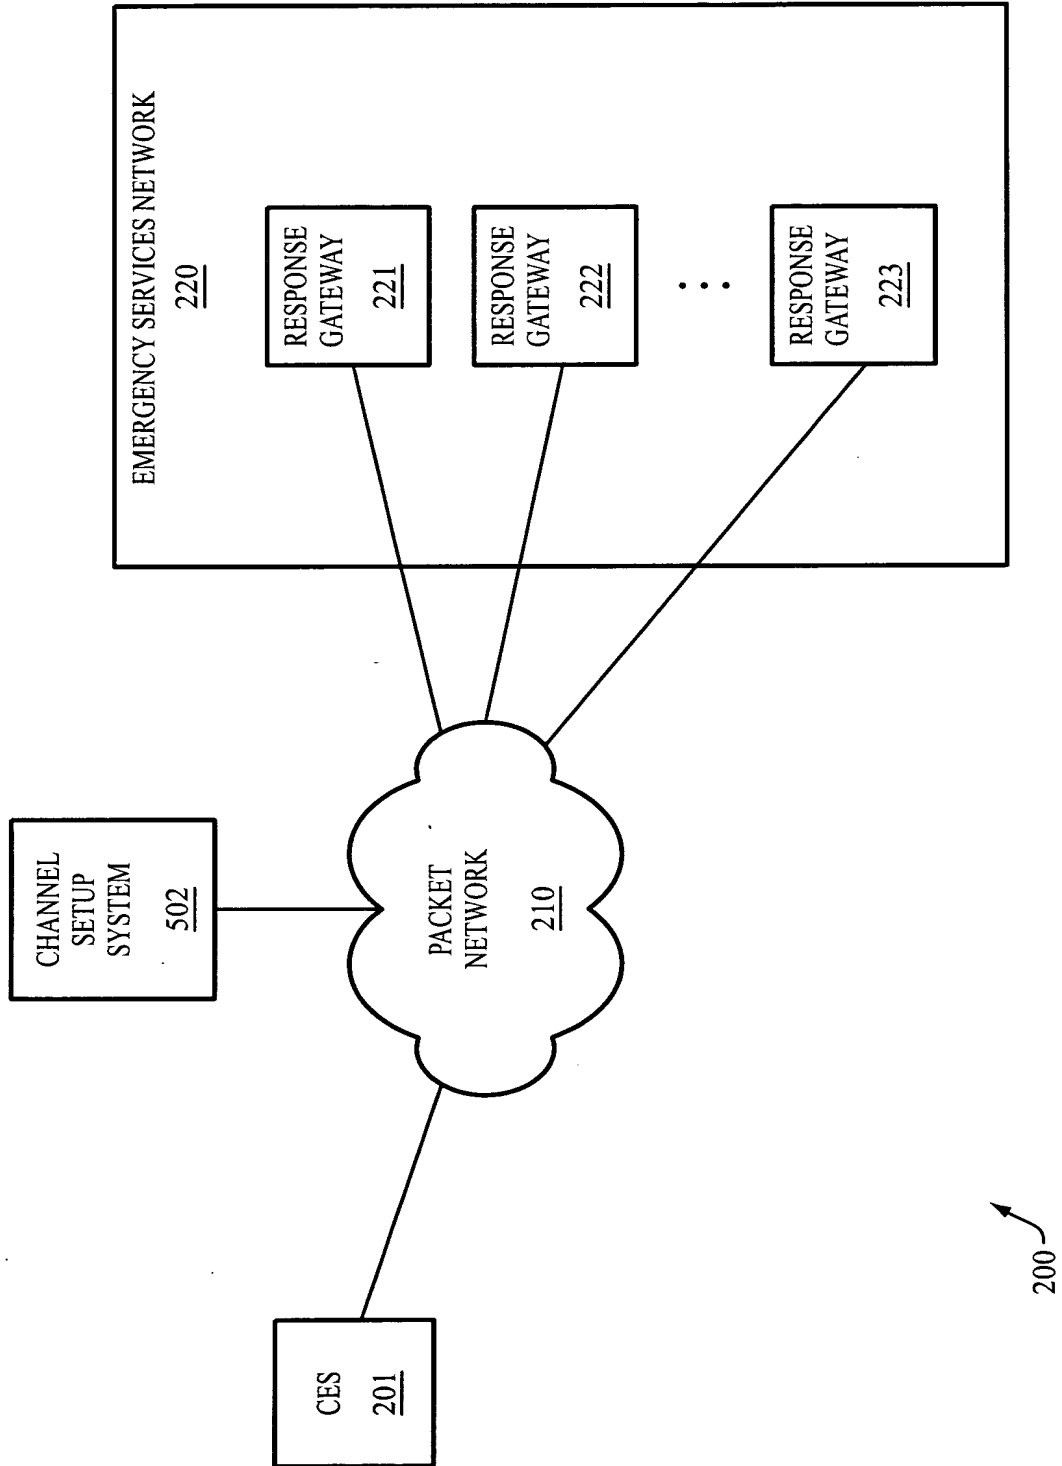 EMERGENCY SERVICES NETWORK
220
RESPONSE
GATEWAY
221
RESPONSE
GATEWAY
222
. . .
RESPONSE
GATEWAY
223
CHANNEL
SETUP
SYSTEM
502
PACKET
NETWORK
210
CES
201
200